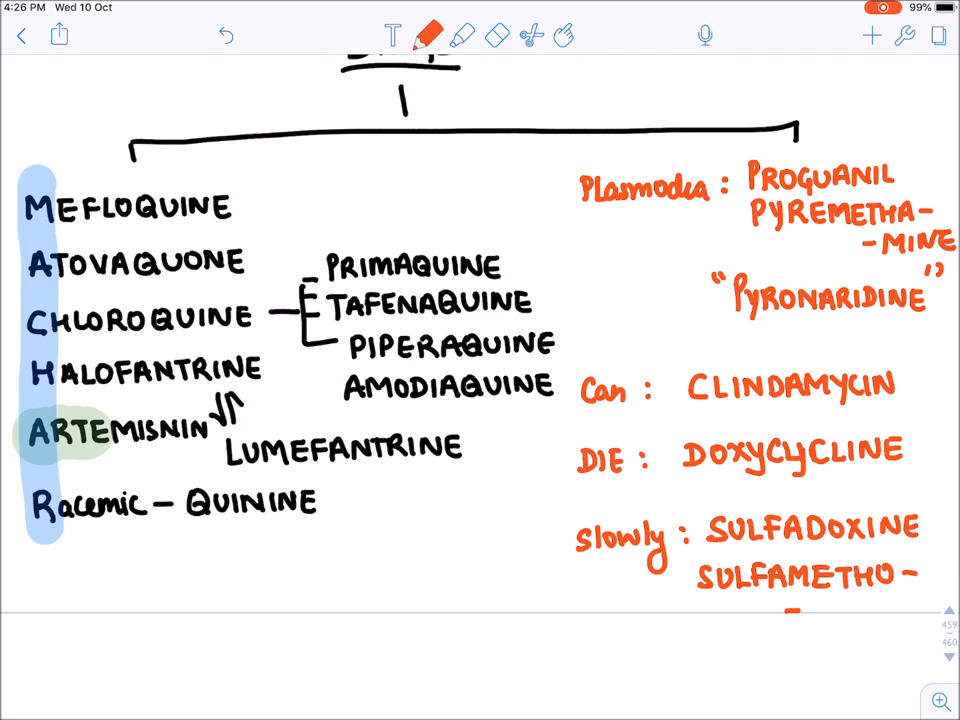 4:26 PM Wed 10 Oct
99%
T
MEFLOQUINE
ATOVAQUONE
CHLOROQUINE
PRIMAQUINE
TAFENAQUINE
PIPERAQUINE
AMODIAQUINE
HALOFANTRINE
ARTEMISNIN
LUMEFANTRINE
Racemic - QUININE
Plasmodia : PROGUANIL
PYREMETHA-
-MINE
"PYRONARIDINE"
Can : CLINDAMYCIN
DIE : DOXYCYCLINE
Slowly : SULFADOXINE
SULFAMETHO-
459
460